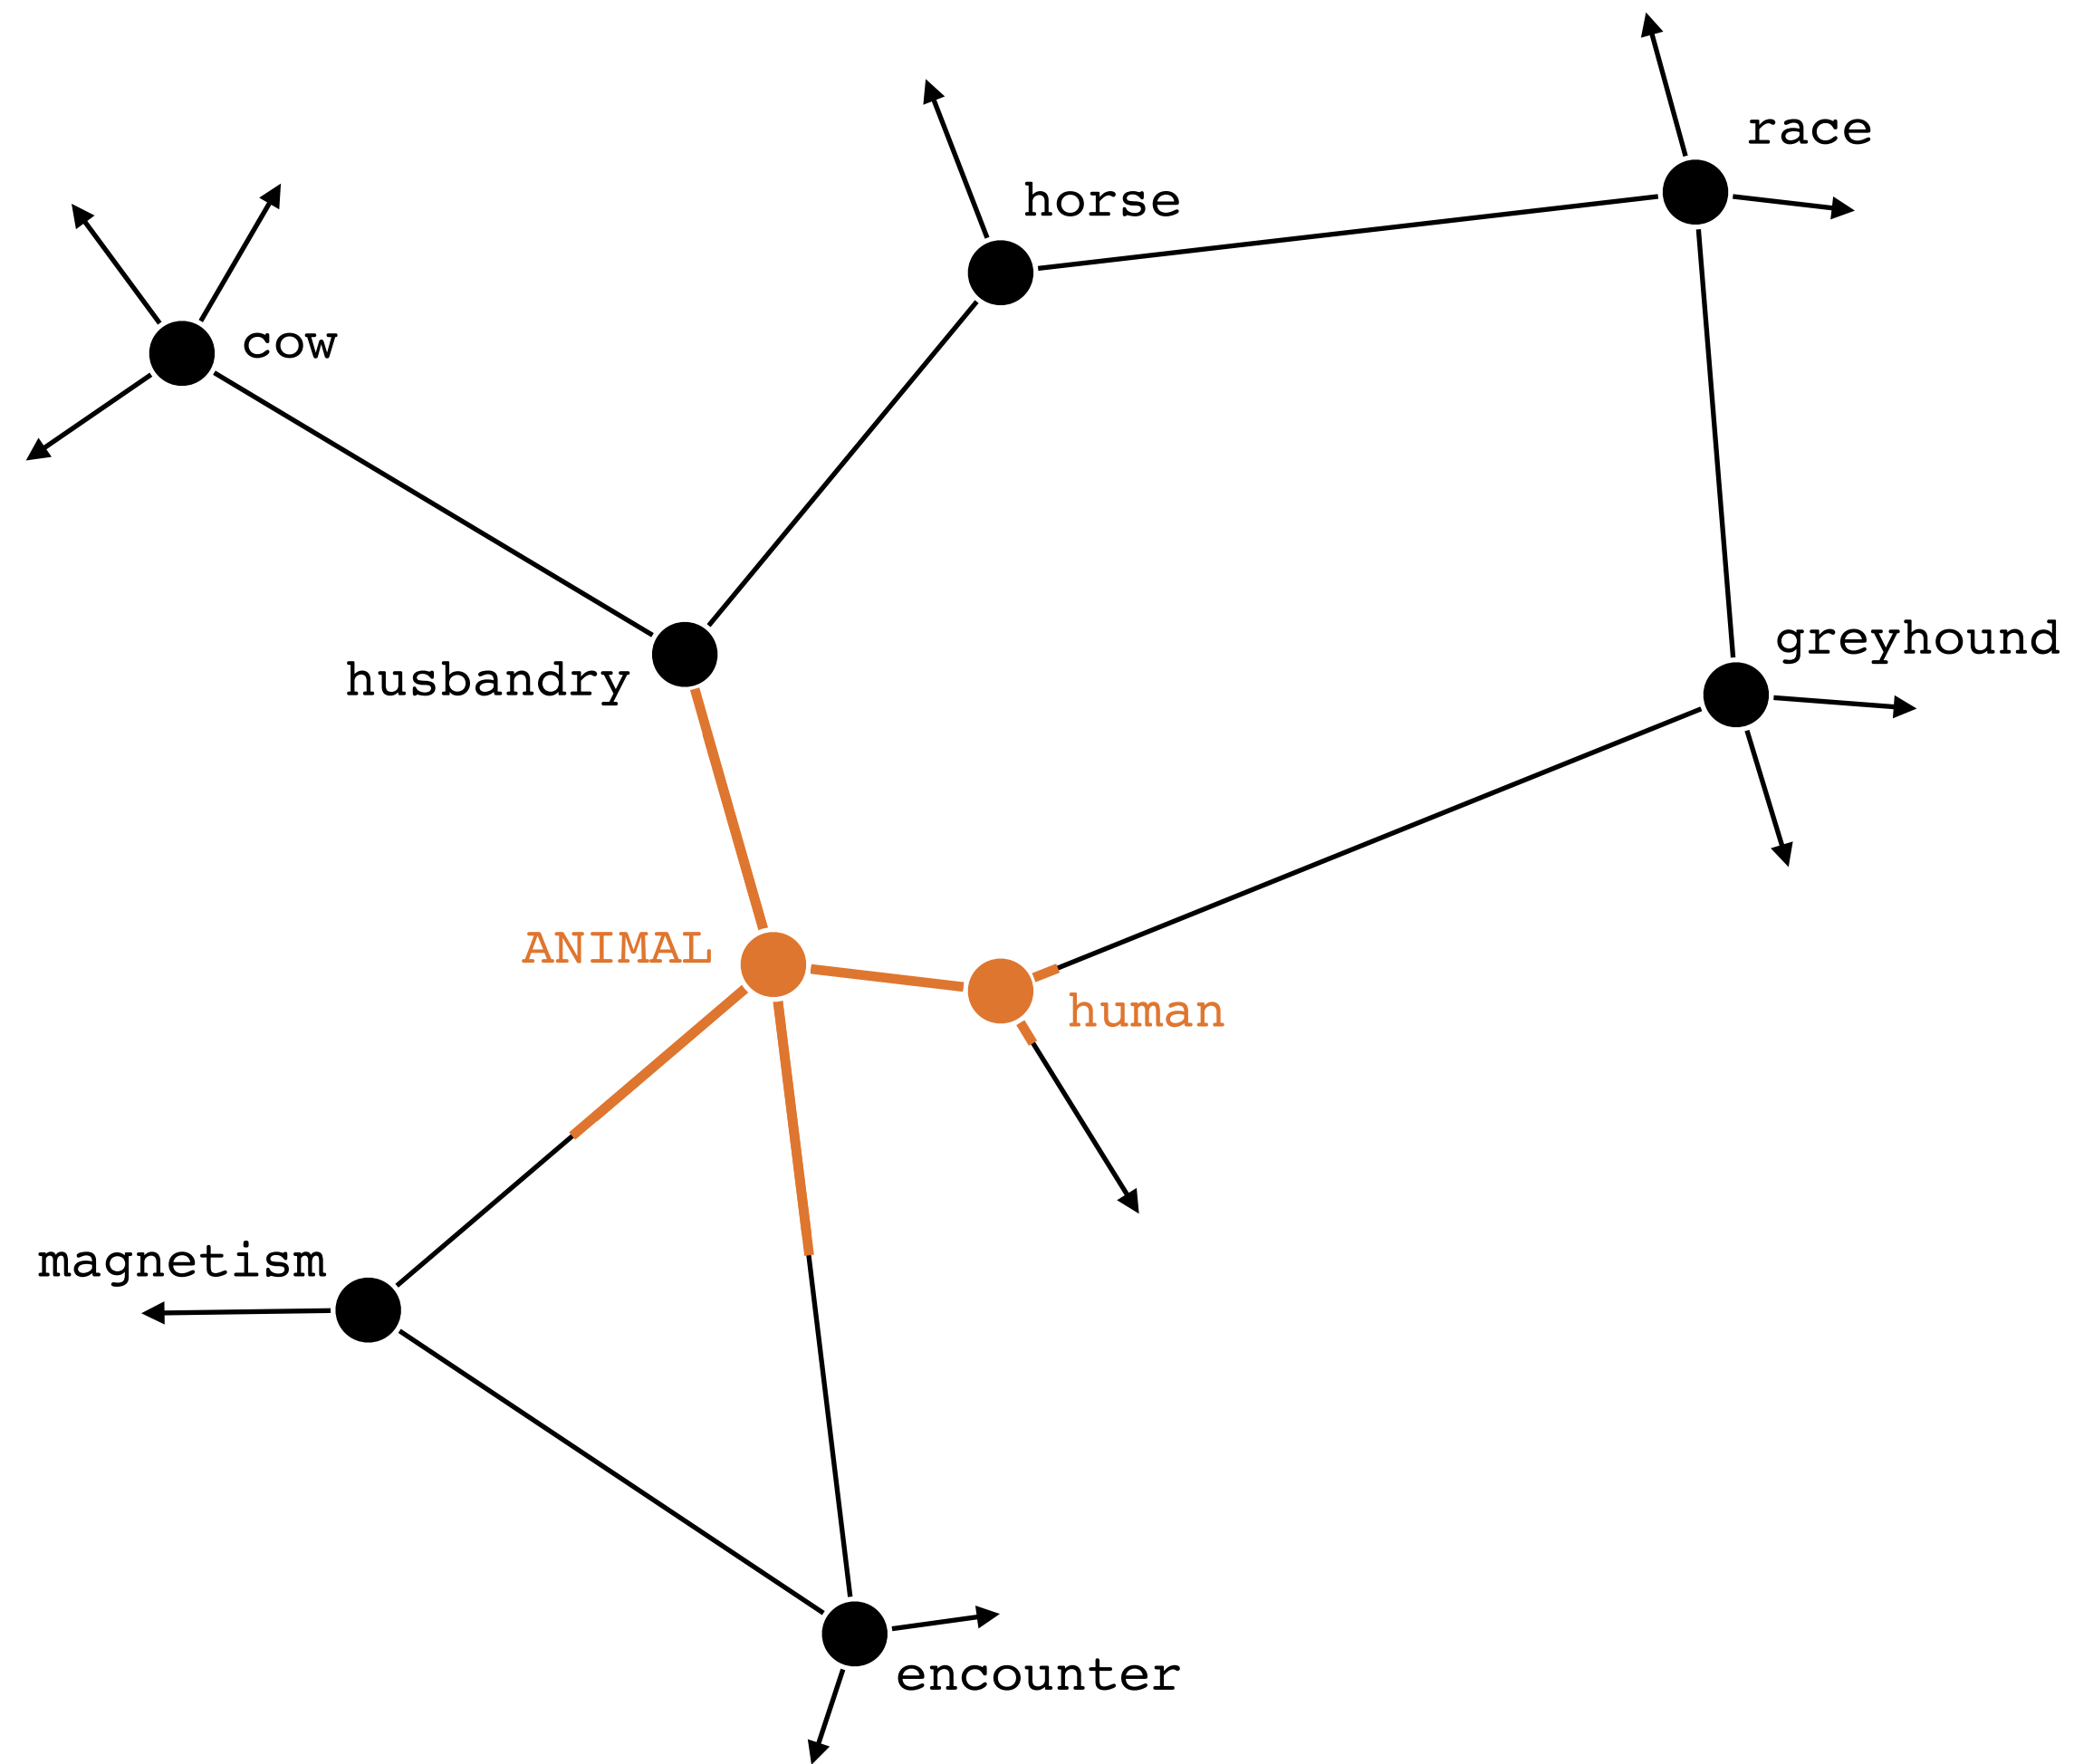 race
horse
cow
greyhound
husbandry
ANIMAL
human
magnetism
encounter